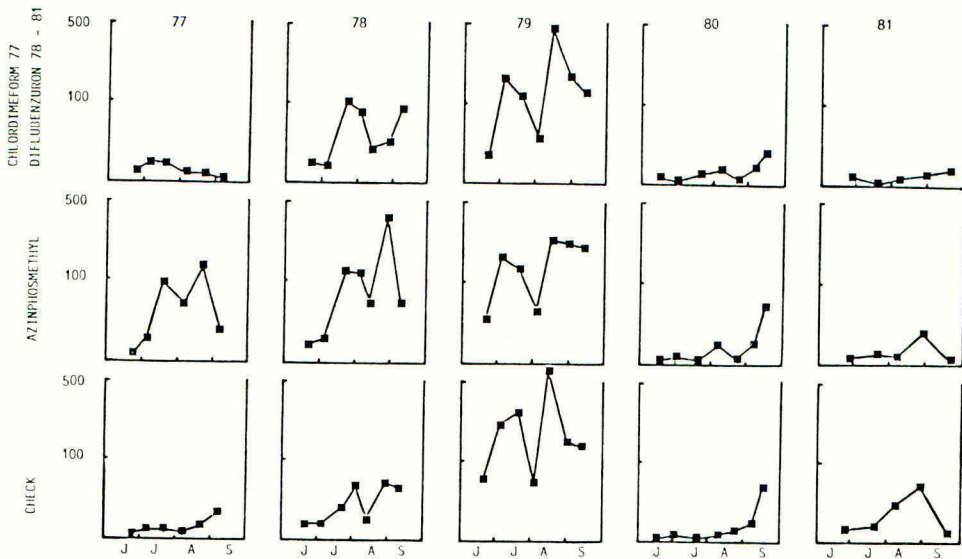 77 78 79 80 81
CHLORDIMEFORM 77
DIFLUBENZURON 78 - 81
500
100
AZINPHOSMETHYL
500
100
CHECK
500
100
J J A S J J A S J J A S J J A S J J A S